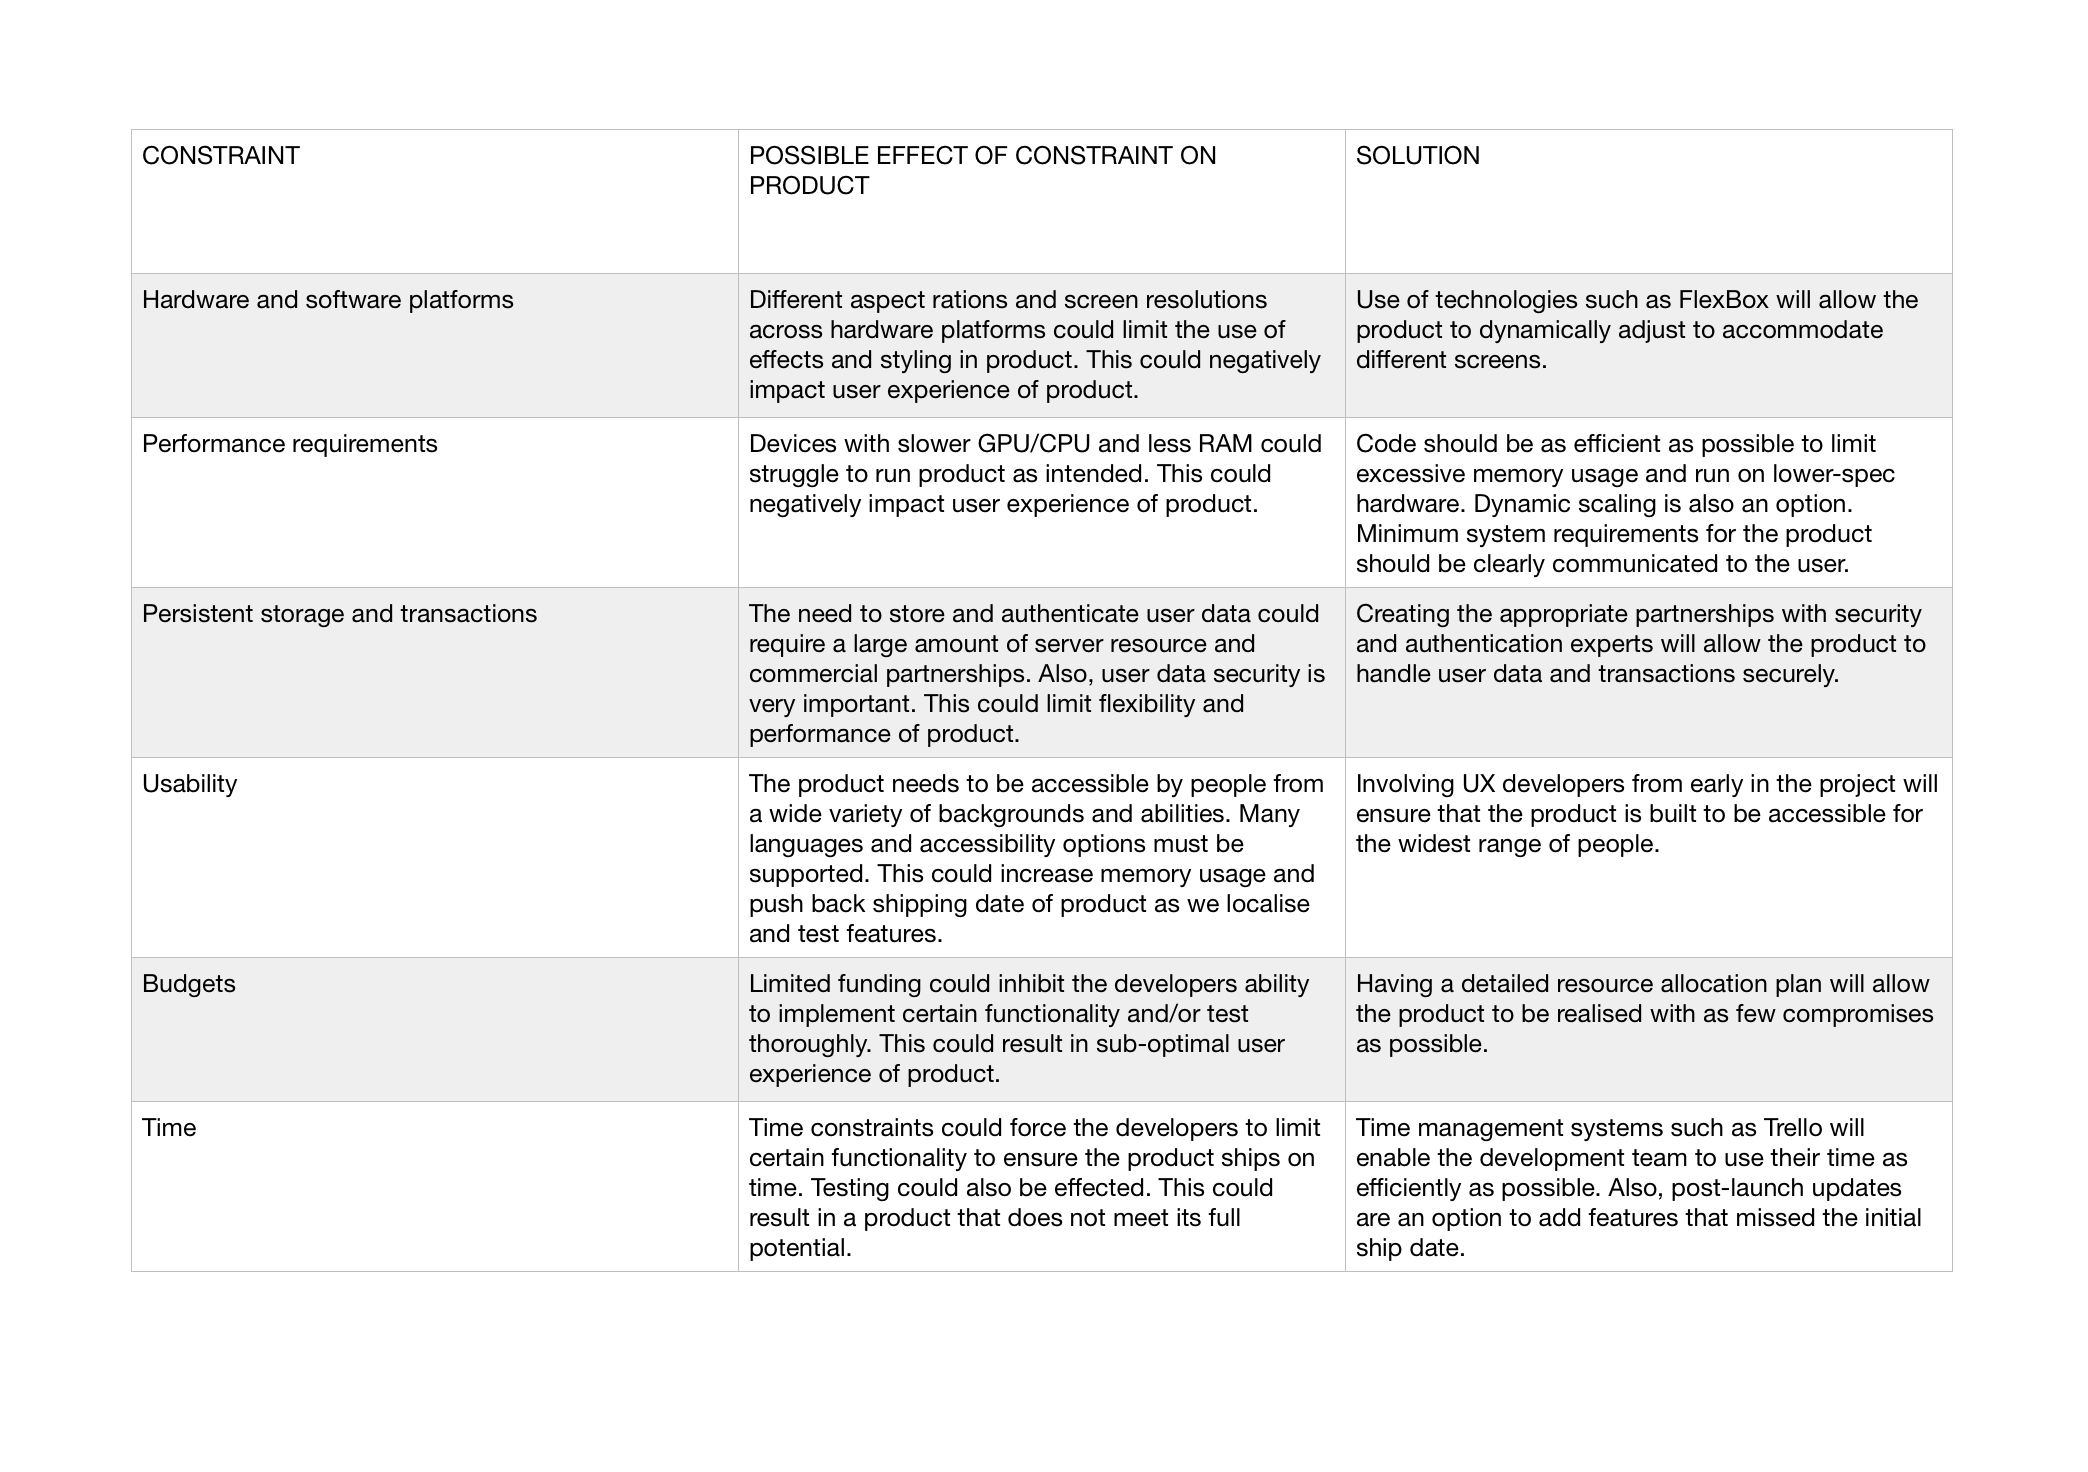 CONSTRAINT
POSSIBLE EFFECT OF CONSTRAINT ON
PRODUCT
SOLUTION
Hardware and software platforms
Different aspect rations and screen resolutions
across hardware platforms could limit the use of
effects and styling in product. This could negatively
impact user experience of product.
Use of technologies such as FlexBox will allow the
product to dynamically adjust to accommodate
different screens.
Performance requirements
Devices with slower GPU/CPU and less RAM could
struggle to run product as intended. This could
negatively impact user experience of product.
Code should be as efficient as possible to limit
excessive memory usage and run on lower-spec
hardware. Dynamic scaling is also an option.
Minimum system requirements for the product
should be clearly communicated to the user.
Persistent storage and transactions
The need to store and authenticate user data could
require a large amount of server resource and
commercial partnerships. Also, user data security is
very important. This could limit flexibility and
performance of product.
Creating the appropriate partnerships with security
and authentication experts will allow the product to
handle user data and transactions securely.
Usability
The product needs to be accessible by people from
a wide variety of backgrounds and abilities. Many
languages and accessibility options must be
supported. This could increase memory usage and
push back shipping date of product as we localise
and test features.
Involving UX developers from early in the project will
ensure that the product is built to be accessible for
the widest range of people.
Budgets
Limited funding could inhibit the developers ability
to implement certain functionality and/or test
thoroughly. This could result in sub-optimal user
experience of product.
Having a detailed resource allocation plan will allow
the product to be realised with as few compromises
as possible.
Time
Time constraints could force the developers to limit
certain functionality to ensure the product ships on
time. Testing could also be effected. This could
result in a product that does not meet its full
potential.
Time management systems such as Trello will
enable the development team to use their time as
efficiently as possible. Also, post-launch updates
are an option to add features that missed the initial
ship date.